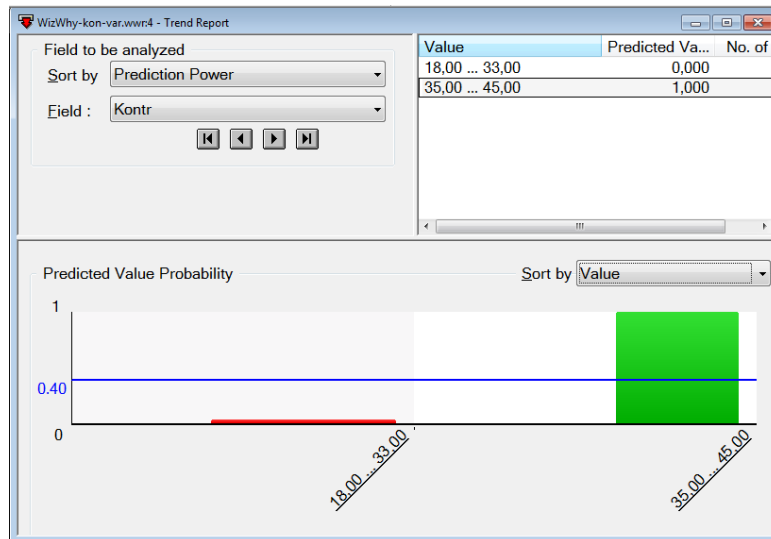 WizWhy-kon-var.wwr:4 - Trend Report
Field to be analyzed
Sort by Prediction Power
Field : Kontr
Value Predicted Va... No. of
18,00 ... 33,00 0,000
35,00 ... 45,00 1,000
Predicted Value Probability Sort by Value
1
0.40
0
18,00 ... 33,00
35,00 ... 45,00